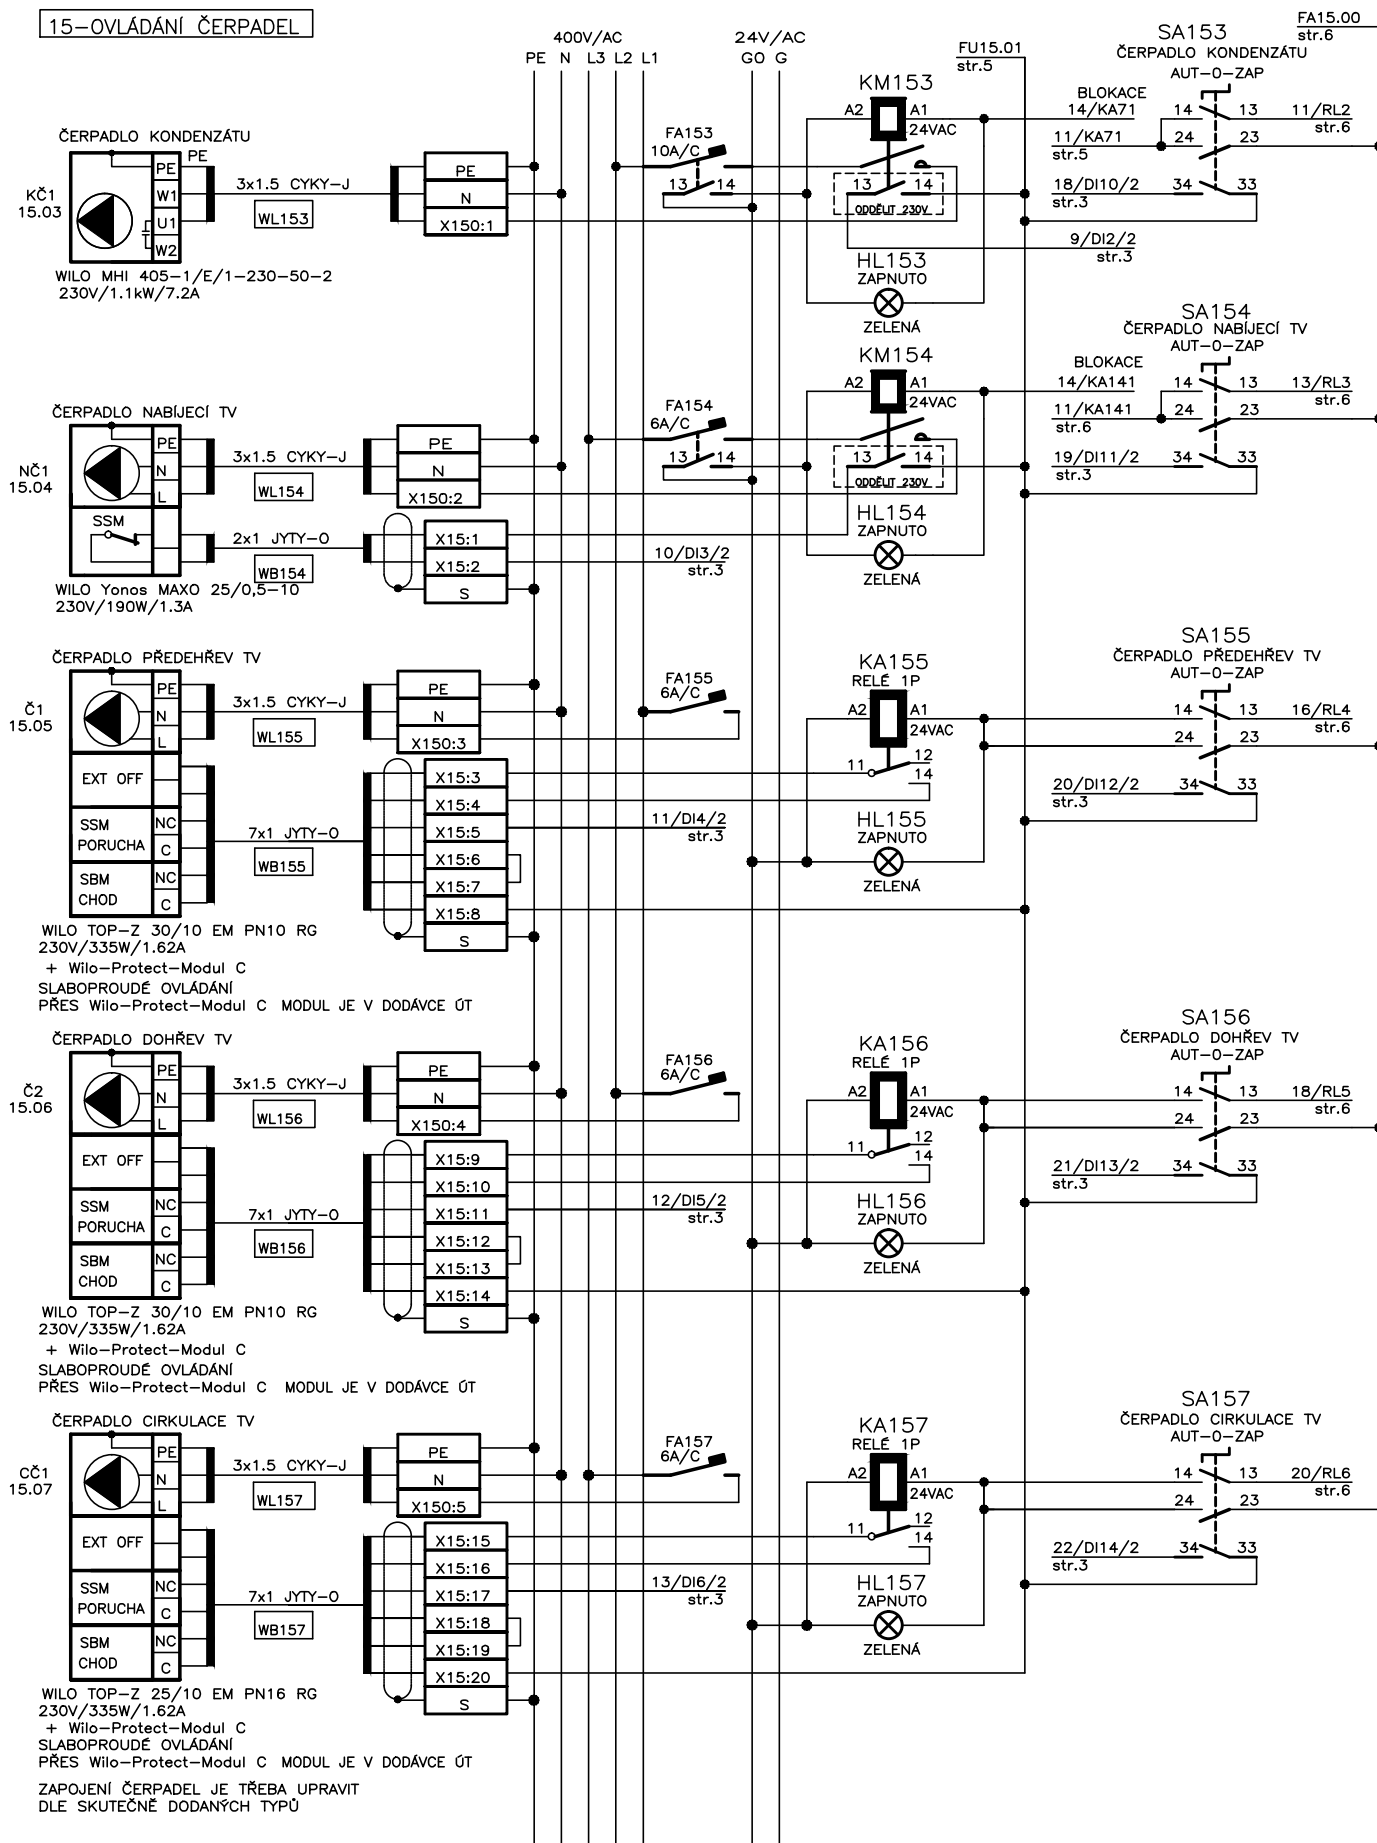 15-OVLÁDÁNÍ ČERPADEL
400V/AC
PE N L3 L2 L1
24V/AC
G0 G
FU15.01
str.5
FA15.00
str.6
ČERPADLO KONDENZÁTU
PE
KČ1
15.03
PE
W1
U1
W2
3x1.5 CYKY-J
WL153
PE
N
X150:1
WILO MHI 405-1/E/1-230-50-2
230V/1.1kW/7.2A
FA153
10A/C
13 14
KM153
A2 A1
24VAC
13 14
ODDĚLIT 230V
9/DI2/2
str.3
HL153
ZAPNUTO
ZELENÁ
SA153
ČERPADLO KONDENZÁTU
AUT-0-ZAP
BLOKACE
14/KA71
11/KA71
str.5
18/DI10/2
str.3
14 13
24 23
34 33
11/RL2
str.6
ČERPADLO NABÍJECÍ TV
NČ1
15.04
PE
N
L
SSM
3x1.5 CYKY-J
WL154
PE
N
X150:2
2x1 JYTY-O
WB154
X15:1
X15:2
S
WILO Yonos MAXO 25/0,5-10
230V/190W/1.3A
FA154
6A/C
13 14
10/DI3/2
str.3
KM154
A2 A1
24VAC
13 14
ODDĚLIT 230V
HL154
ZAPNUTO
ZELENÁ
SA154
ČERPADLO NABÍJECÍ TV
AUT-0-ZAP
BLOKACE
14/KA141
11/KA141
str.6
19/DI11/2
str.3
14 13
24 23
34 33
13/RL3
str.6
ČERPADLO PŘEDEHŘEV TV
Č1
15.05
PE
N
L
EXT OFF
SSM
PORUCHA
NC
C
SBM
CHOD
NC
C
3x1.5 CYKY-J
WL155
PE
N
X150:3
7x1 JYTY-O
WB155
X15:3
X15:4
X15:5
X15:6
X15:7
X15:8
S
WILO TOP-Z 30/10 EM PN10 RG
230V/335W/1.62A
+ Wilo-Protect-Modul C
SLABOPROUDÉ OVLÁDÁNÍ
PŘES Wilo-Protect-Modul C MODUL JE V DODÁVCE ÚT
FA155
6A/C
11/DI4/2
str.3
KA155
RELÉ 1P
A2 A1
24VAC
11 12
14
HL155
ZAPNUTO
ZELENÁ
SA155
ČERPADLO PŘEDEHŘEV TV
AUT-0-ZAP
14 13
24 23
34 33
16/RL4
str.6
20/DI12/2
str.3
ČERPADLO DOHŘEV TV
Č2
15.06
PE
N
L
EXT OFF
SSM
PORUCHA
NC
C
SBM
CHOD
NC
C
3x1.5 CYKY-J
WL156
PE
N
X150:4
7x1 JYTY-O
WB156
X15:9
X15:10
X15:11
X15:12
X15:13
X15:14
S
WILO TOP-Z 30/10 EM PN10 RG
230V/335W/1.62A
+ Wilo-Protect-Modul C
SLABOPROUDÉ OVLÁDÁNÍ
PŘES Wilo-Protect-Modul C MODUL JE V DODÁVCE ÚT
FA156
6A/C
12/DI5/2
str.3
KA156
RELÉ 1P
A2 A1
24VAC
11 12
14
HL156
ZAPNUTO
ZELENÁ
SA156
ČERPADLO DOHŘEV TV
AUT-0-ZAP
14 13
24 23
34 33
18/RL5
str.6
21/DI13/2
str.3
ČERPADLO CIRKULACE TV
CČ1
15.07
PE
N
L
EXT OFF
SSM
PORUCHA
NC
C
SBM
CHOD
NC
C
3x1.5 CYKY-J
WL157
PE
N
X150:5
7x1 JYTY-O
WB157
X15:15
X15:16
X15:17
X15:18
X15:19
X15:20
S
WILO TOP-Z 25/10 EM PN16 RG
230V/335W/1.62A
+ Wilo-Protect-Modul C
SLABOPROUDÉ OVLÁDÁNÍ
PŘES Wilo-Protect-Modul C MODUL JE V DODÁVCE ÚT
FA157
6A/C
13/DI6/2
str.3
KA157
RELÉ 1P
A2 A1
24VAC
11 12
14
HL157
ZAPNUTO
ZELENÁ
SA157
ČERPADLO CIRKULACE TV
AUT-0-ZAP
14 13
24 23
34 33
20/RL6
str.6
22/DI14/2
str.3
ZAPOJENÍ ČERPADEL JE TŘEBA UPRAVIT
DLE SKUTEČNĚ DODANÝCH TYPŮ